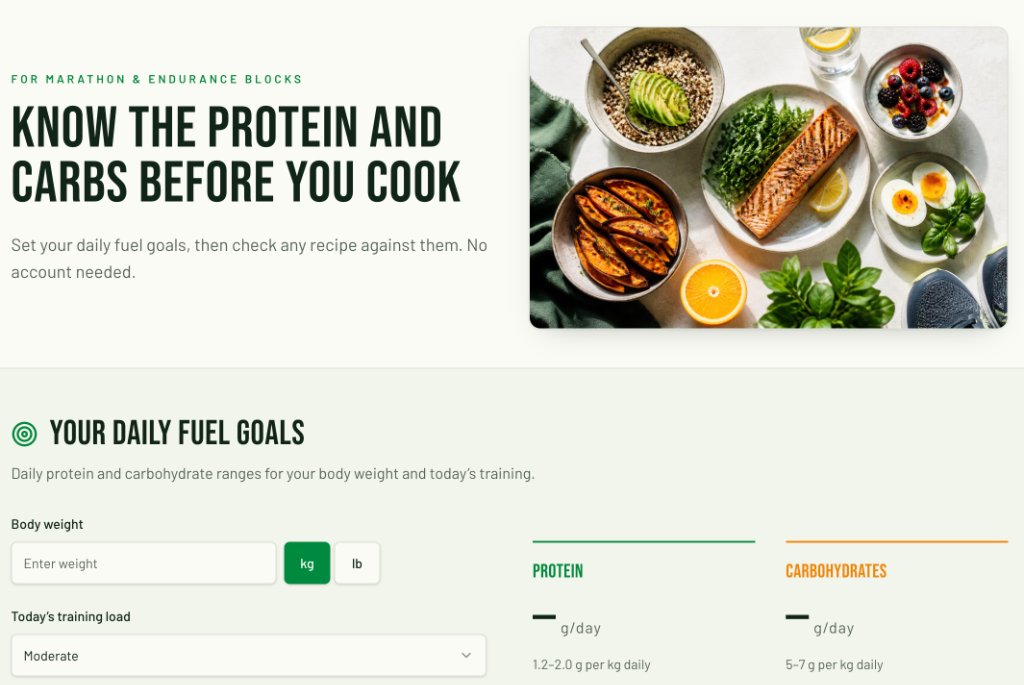 FOR MARATHON & ENDURANCE BLOCKS
KNOW THE PROTEIN AND
CARBS BEFORE YOU COOK
Set your daily fuel goals, then check any recipe against them. No
account needed.
YOUR DAILY FUEL GOALS
Daily protein and carbohydrate ranges for your body weight and today’s training.
Body weight
Enter weight
kg
lb
Today’s training load
Moderate
PROTEIN
— g/day
1.2–2.0 g per kg daily
CARBOHYDRATES
— g/day
5–7 g per kg daily